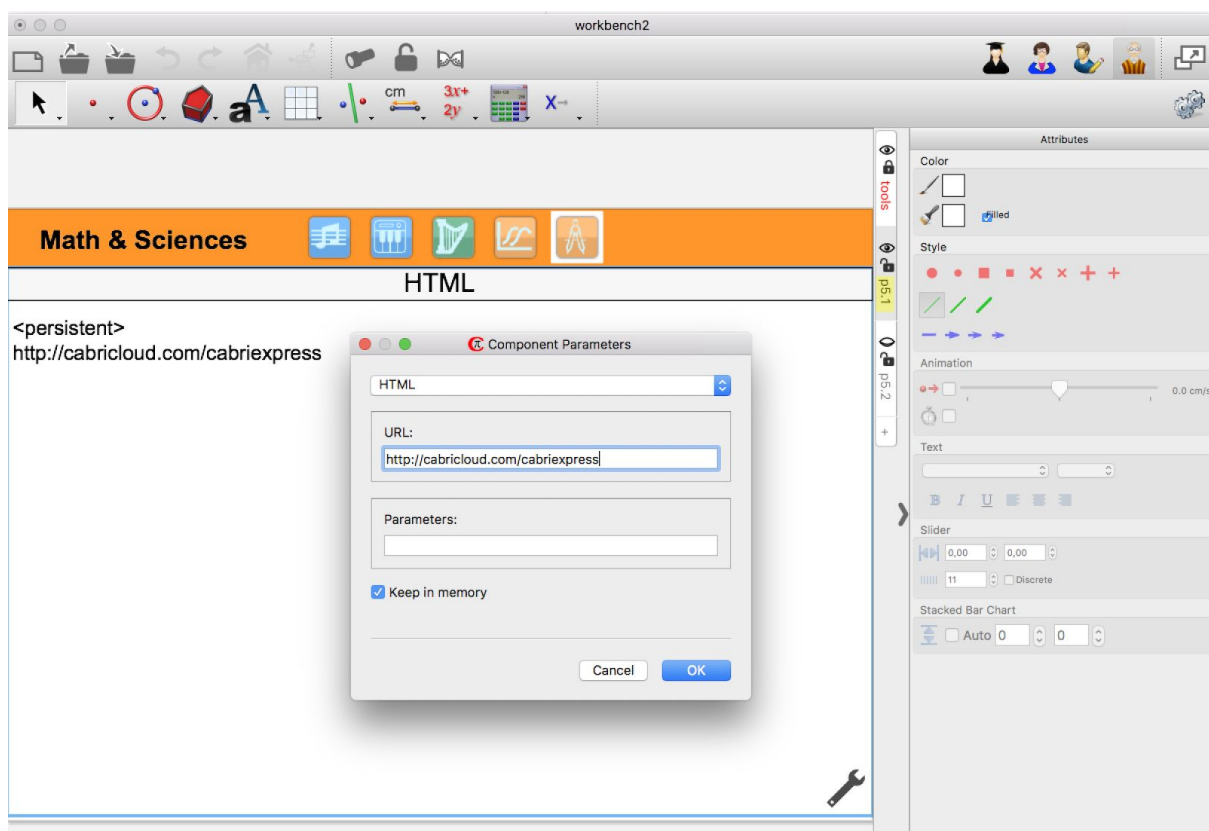 workbench2
cm
3x+
2y
X→
a A
Attributes
Color
Filled
Style
Animation
0.0 cm/s
Text
B I U
Slider
0,00 0,00
11 Discrete
Stacked Bar Chart
Auto 0 0
tools
p5.1
p5.2
+
Math & Sciences
HTML
<persistent>
http://cabricloud.com/cabriexpress
Component Parameters
HTML
URL:
http://cabricloud.com/cabriexpress
Parameters:
Keep in memory
Cancel OK